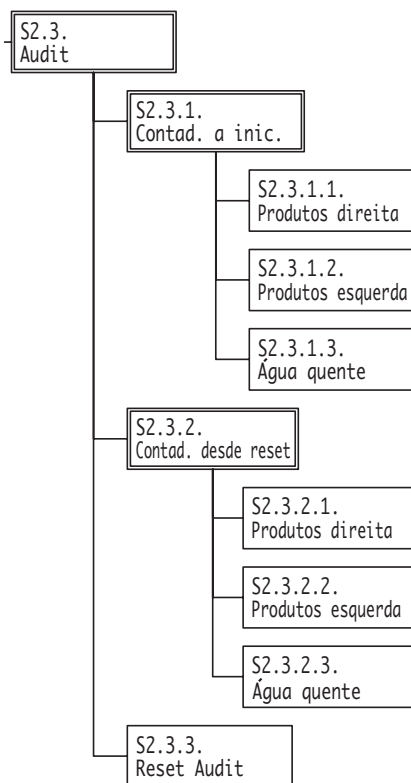 S2.3.
Audit
S2.3.1.
Contad. a inic.
S2.3.1.1.
Produtos direita
S2.3.1.2.
Produtos esquerda
S2.3.1.3.
Água quente
S2.3.2.
Contad. desde reset
S2.3.2.1.
Produtos direita
S2.3.2.2.
Produtos esquerda
S2.3.2.3.
Água quente
S2.3.3.
Reset Audit